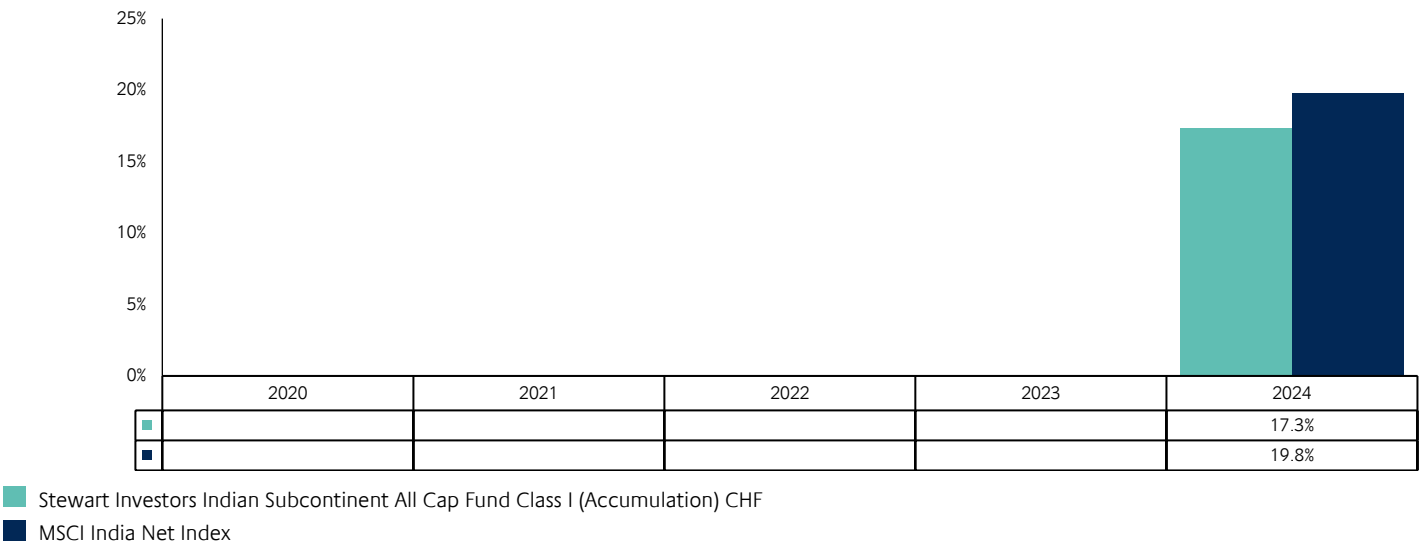 25%
20%
15%
10%
5%
0%
2020 2021 2022 2023 2024
17.3%
19.8%
Stewart Investors Indian Subcontinent All Cap Fund Class I (Accumulation) CHF
MSCI India Net Index